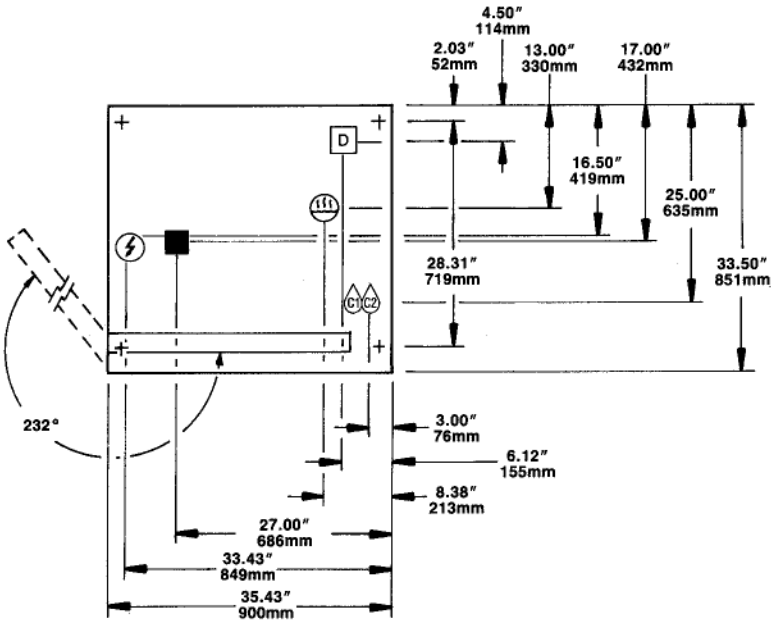 4.50"
114mm
2.03"
52mm
13.00"
330mm
17.00"
432mm
D
16.50"
419mm
25.00"
635mm
28.31"
719mm
33.50"
851mm
C1 C2
232°
3.00"
76mm
6.12"
155mm
8.38"
213mm
27.00"
686mm
33.43"
849mm
35.43"
900mm